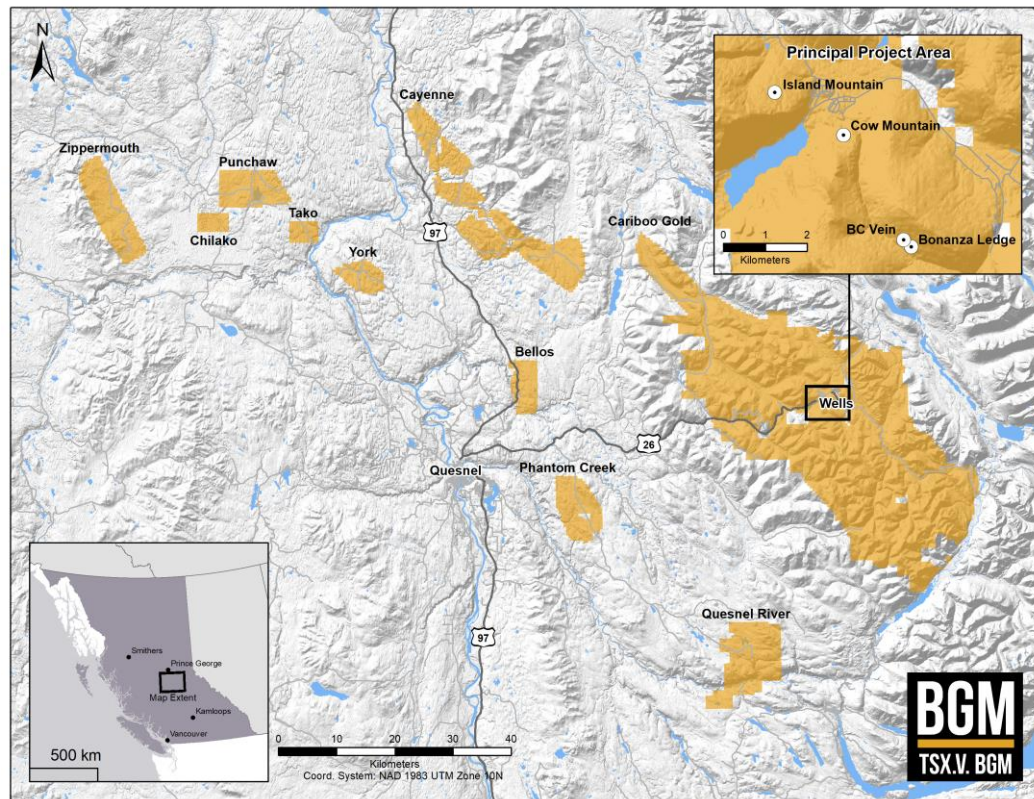 N
Principal Project Area
Island Mountain
Cow Mountain
BC Vein
Bonanza Ledge
0 1 2
Kilometers
Cayenne
Zippermouth
Punchaw
Chilako
Tako
York
97
Cariboo Gold
Bellos
Wells
26
Quesnel
Phantom Creek
Quesnel River
97
Smithers
Prince George
Map Extent
Kamloops
Vancouver
500 km
0 10 20 30 40
Kilometers
Coord. System: NAD 1983 UTM Zone 10N
BGM
TSX.V. BGM